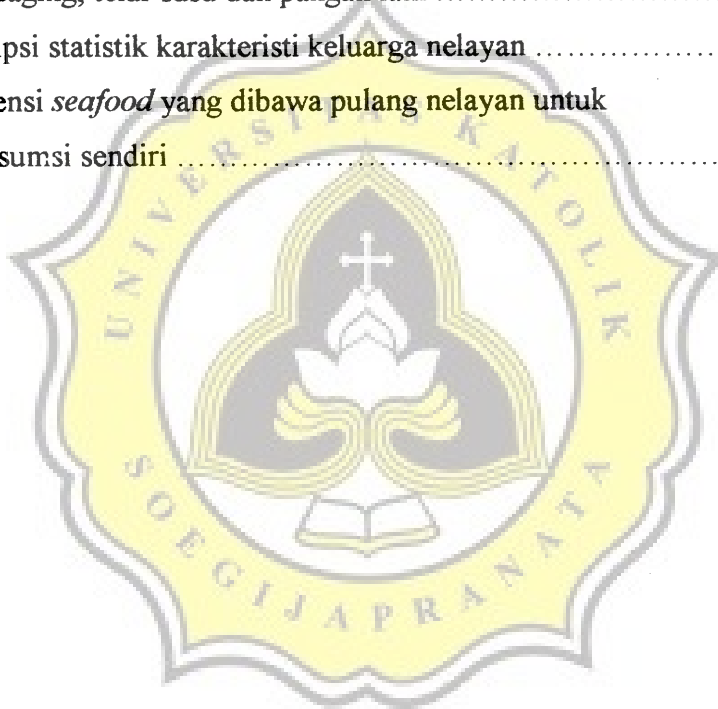 telur susu dan pangan lain ........................................
psi statistik karakteristi keluarga nelayan ........................
ensi seafood yang dibawa pulang nelayan untuk
sumsi sendiri ............................................................
UNIVERSITAS KATOLIK
SOEGIJAPRANATA